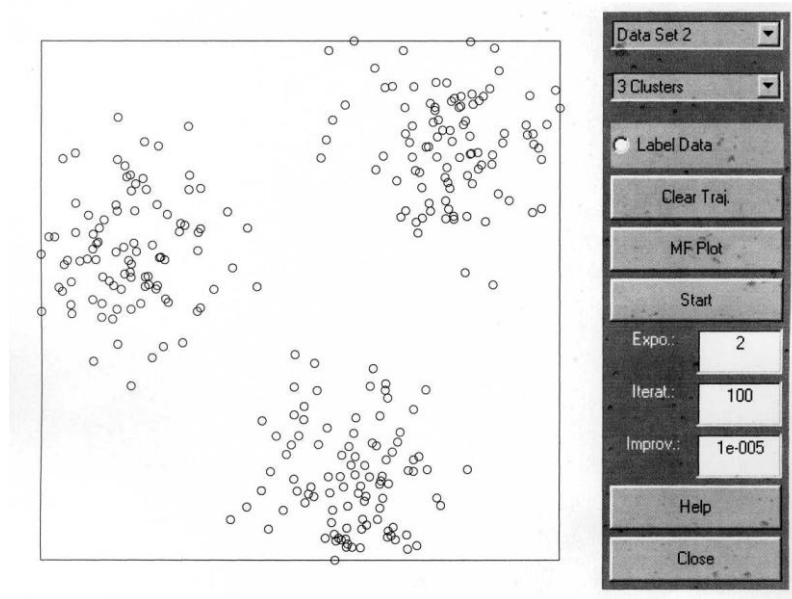 Data Set 2
3 Clusters
Label Data
Clear Traj.
MF Plot
Start
Expo.: 2
Iterat.: 100
Improv.: 1e-005
Help
Close